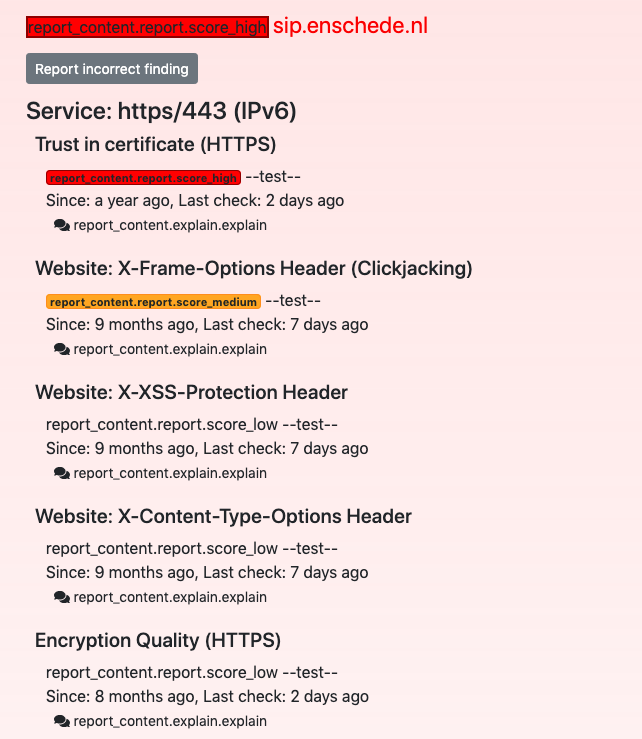 report_content.report.score_high sip.enschede.nl
Report incorrect finding
Service: https/443 (IPv6)
Trust in certificate (HTTPS)
report_content.report.score_high --test--
Since: a year ago, Last check: 2 days ago
report_content.explain.explain
Website: X-Frame-Options Header (Clickjacking)
report_content.report.score_medium --test--
Since: 9 months ago, Last check: 7 days ago
report_content.explain.explain
Website: X-XSS-Protection Header
report_content.report.score_low --test--
Since: 9 months ago, Last check: 7 days ago
report_content.explain.explain
Website: X-Content-Type-Options Header
report_content.report.score_low --test--
Since: 9 months ago, Last check: 7 days ago
report_content.explain.explain
Encryption Quality (HTTPS)
report_content.report.score_low --test--
Since: 8 months ago, Last check: 2 days ago
report_content.explain.explain